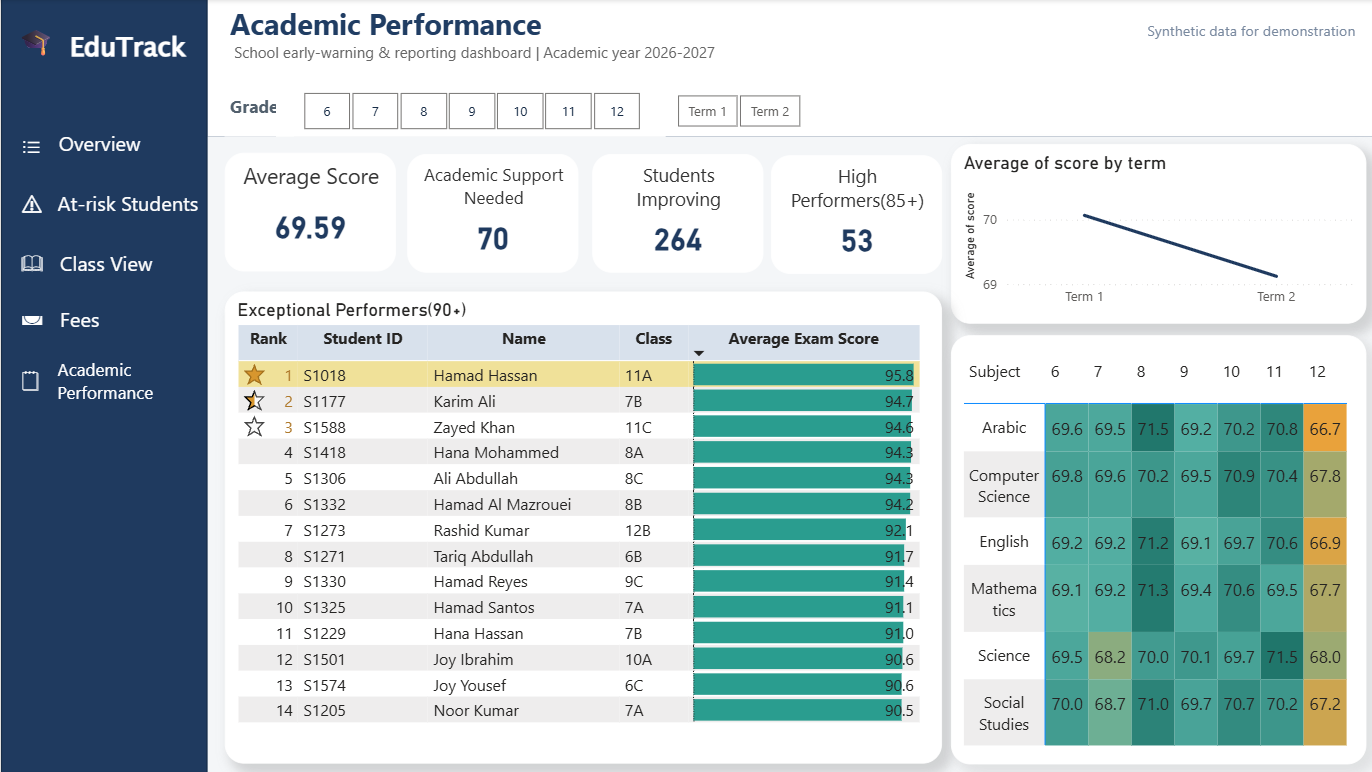 EduTrack
Overview
At-risk Students
Class View
Fees
Academic
Performance
Academic Performance
School early-warning & reporting dashboard | Academic year 2026-2027
Synthetic data for demonstration
Grade 6 7 8 9 10 11 12 Term 1 Term 2
Average Score
69.59
Academic Support
Needed
70
Students
Improving
264
High
Performers(85+)
53
Average of score by term
Average of score
70
69
Term 1 Term 2
Exceptional Performers(90+)
Rank Student ID Name Class Average Exam Score
1 S1018 Hamad Hassan 11A 95.8
2 S1177 Karim Ali 7B 94.7
3 S1588 Zayed Khan 11C 94.6
4 S1418 Hana Mohammed 8A 94.3
5 S1306 Ali Abdullah 8C 94.3
6 S1332 Hamad Al Mazrouei 8B 94.2
7 S1273 Rashid Kumar 12B 92.1
8 S1271 Tariq Abdullah 6B 91.7
9 S1330 Hamad Reyes 9C 91.4
10 S1325 Hamad Santos 7A 91.1
11 S1229 Hana Hassan 7B 91.0
12 S1501 Joy Ibrahim 10A 90.6
13 S1574 Joy Yousef 6C 90.6
14 S1205 Noor Kumar 7A 90.5
Subject 6 7 8 9 10 11 12
Arabic 69.6 69.5 71.5 69.2 70.2 70.8 66.7
Computer
Science 69.8 69.6 70.2 69.5 70.9 70.4 67.8
English 69.2 69.2 71.2 69.1 69.7 70.6 66.9
Mathema
tics 69.1 69.2 71.3 69.4 70.6 69.5 67.7
Science 69.5 68.2 70.0 70.1 69.7 71.5 68.0
Social
Studies 70.0 68.7 71.0 69.7 70.7 70.2 67.2